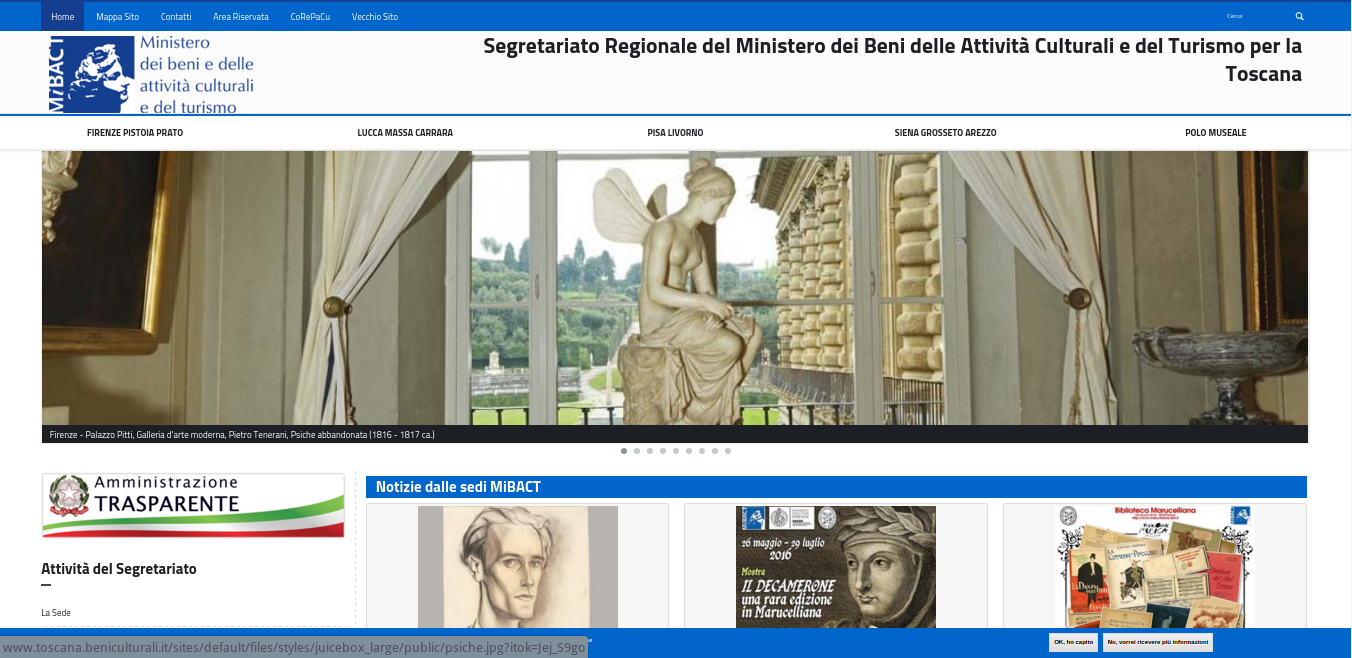 Home Mappa Sito Contatti Area Riservata CoRePaCu Vecchio Sito Cerca
MiBACT
Ministero
dei beni e delle
attività culturali
e del turismo
Segretariato Regionale del Ministero dei Beni delle Attività Culturali e del Turismo per la
Toscana
FIRENZE PISTOIA PRATO LUCCA MASSA CARRARA PISA LIVORNO SIENA GROSSETO AREZZO POLO MUSEALE
Firenze - Palazzo Pitti, Galleria d'arte moderna, Pietro Tenerani, Psiche abbandonata (1816 - 1817 ca.)
Amministrazione
TRASPARENTE
Attività del Segretariato
La Sede
Notizie dalle sedi MiBACT
26 maggio - 29 luglio
2016
Mostra
IL DECAMERONE
una rara edizione
in Marucelliana
Biblioteca Marucelliana
OK, ho capito No, vorrei ricevere più informazioni
www.toscana.beniculturali.it/sites/default/files/styles/juicebox_large/public/psiche.jpg?itok=Jej_S9go